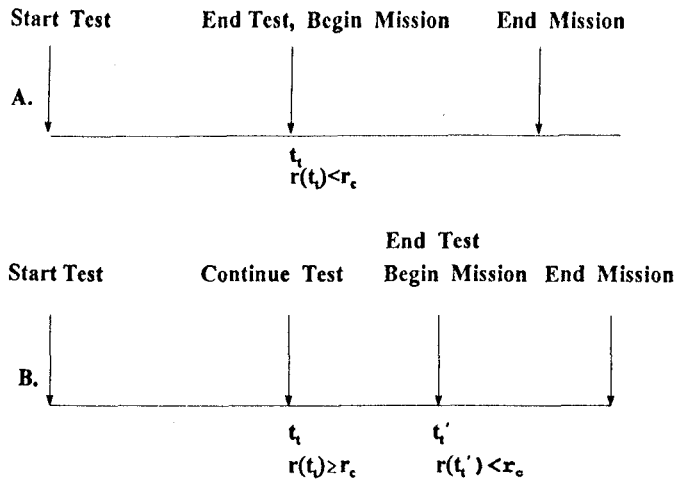 Start Test End Test, Begin Mission End Mission
A.
t_t
r(t_t)<r_c
End Test
Start Test Continue Test Begin Mission End Mission
B.
t_t t_t'
r(t_t)≥r_c r(t_t')<r_c